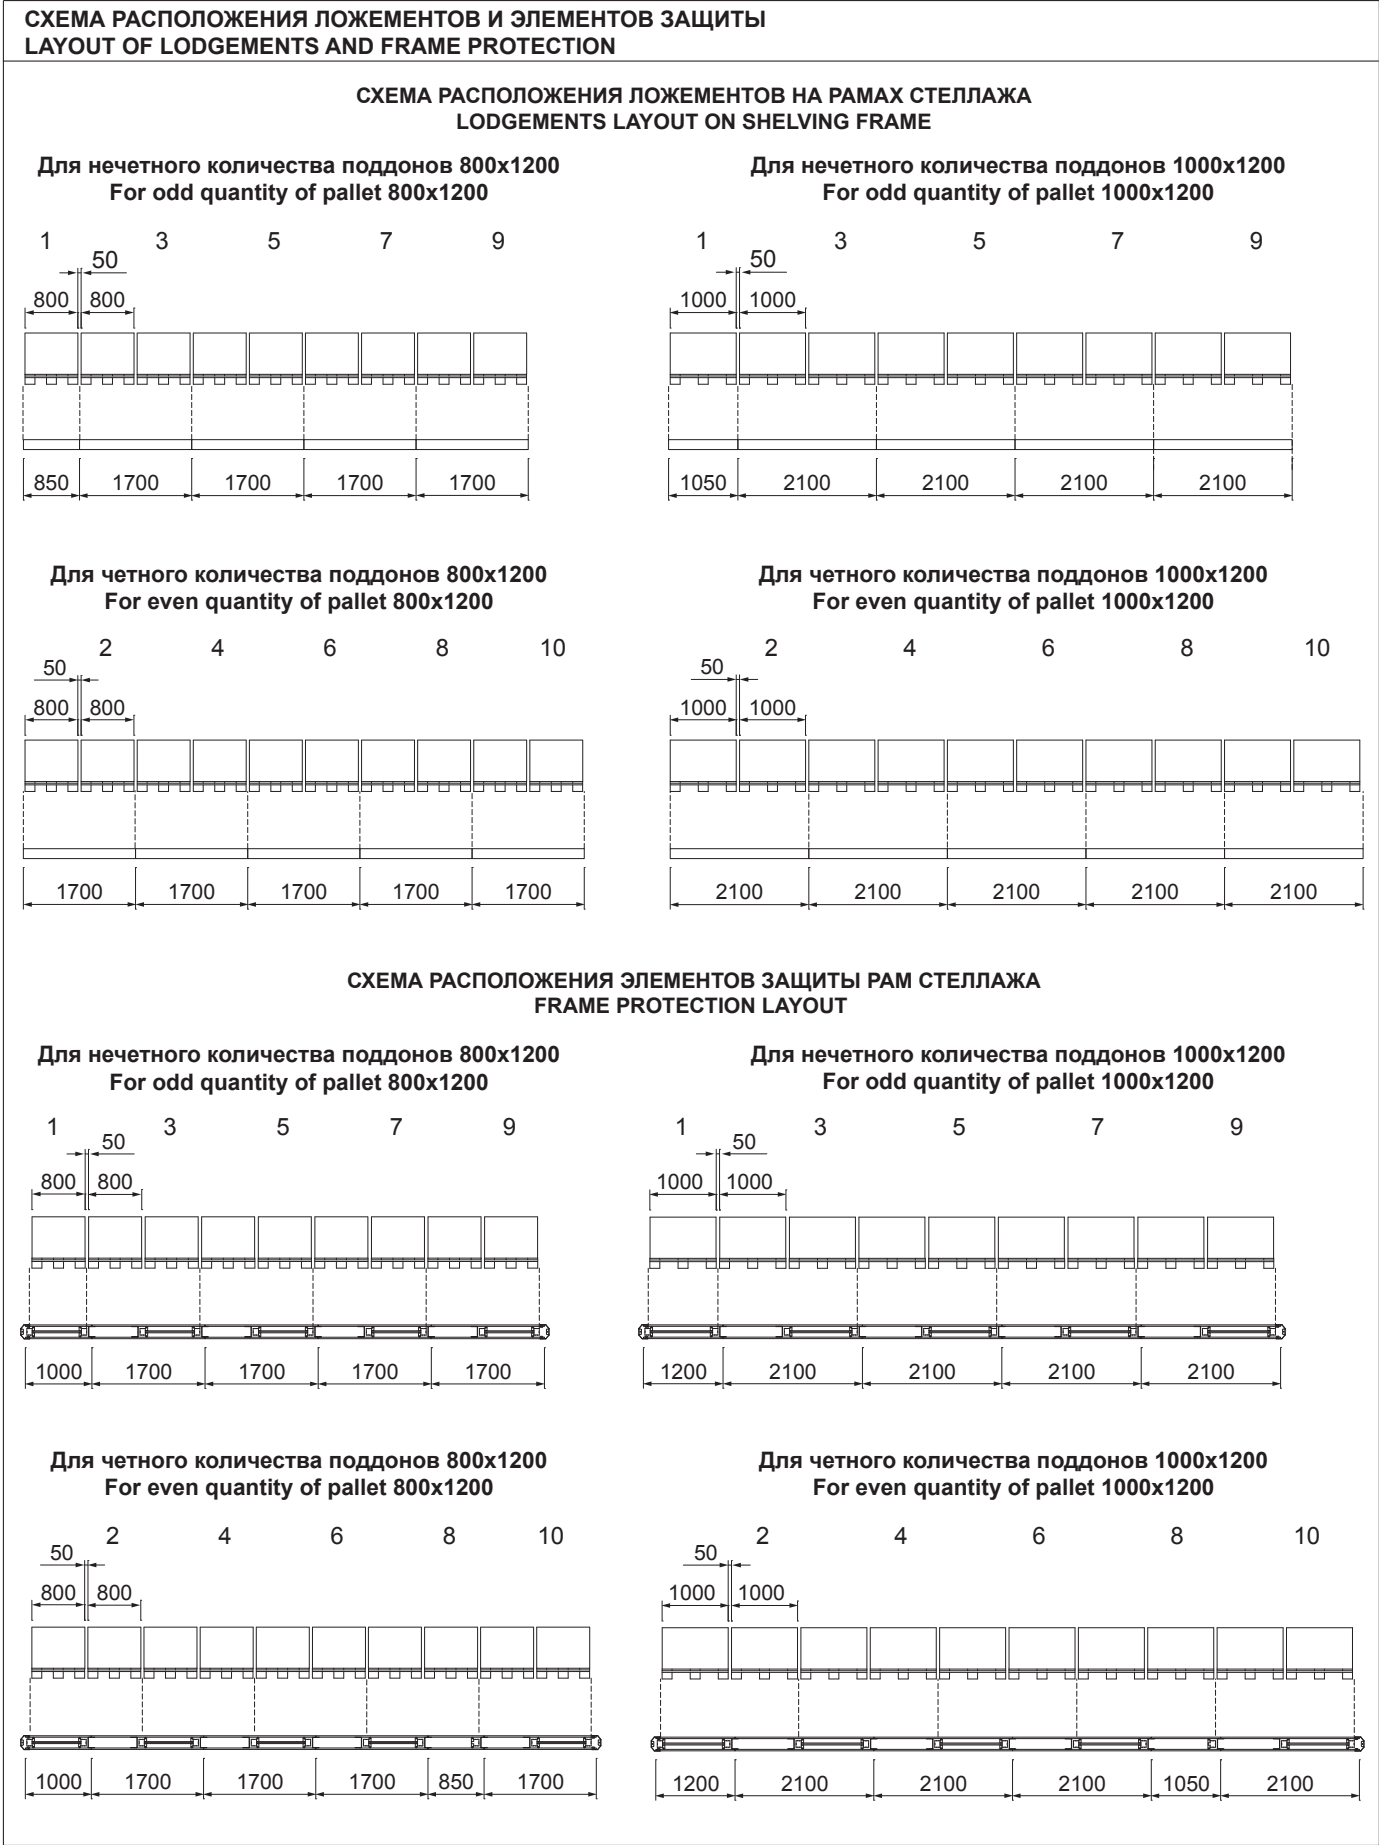 СХЕМА РАСПОЛОЖЕНИЯ ЛОЖЕМЕНТОВ И ЭЛЕМЕНТОВ ЗАЩИТЫ
LAYOUT OF LODGEMENTS AND FRAME PROTECTION
СХЕМА РАСПОЛОЖЕНИЯ ЛОЖЕМЕНТОВ НА РАМАХ СТЕЛЛАЖА
LODGEMENTS LAYOUT ON SHELVING FRAME
Для нечетного количества поддонов 800х1200
For odd quantity of pallet 800x1200
1 3 5 7 9
50
800 800
850 1700 1700 1700 1700
Для нечетного количества поддонов 1000х1200
For odd quantity of pallet 1000x1200
1 3 5 7 9
50
1000 1000
1050 2100 2100 2100 2100
Для четного количества поддонов 800х1200
For even quantity of pallet 800x1200
2 4 6 8 10
50
800 800
1700 1700 1700 1700 1700
Для четного количества поддонов 1000х1200
For even quantity of pallet 1000x1200
2 4 6 8 10
50
1000 1000
2100 2100 2100 2100 2100
СХЕМА РАСПОЛОЖЕНИЯ ЭЛЕМЕНТОВ ЗАЩИТЫ РАМ СТЕЛЛАЖА
FRAME PROTECTION LAYOUT
Для нечетного количества поддонов 800х1200
For odd quantity of pallet 800x1200
1 3 5 7 9
50
800 800
1000 1700 1700 1700 1700
Для нечетного количества поддонов 1000х1200
For odd quantity of pallet 1000x1200
1 3 5 7 9
50
1000 1000
1200 2100 2100 2100 2100
Для четного количества поддонов 800х1200
For even quantity of pallet 800x1200
2 4 6 8 10
50
800 800
1000 1700 1700 1700 850 1700
Для четного количества поддонов 1000х1200
For even quantity of pallet 1000x1200
2 4 6 8 10
50
1000 1000
1200 2100 2100 2100 1050 2100